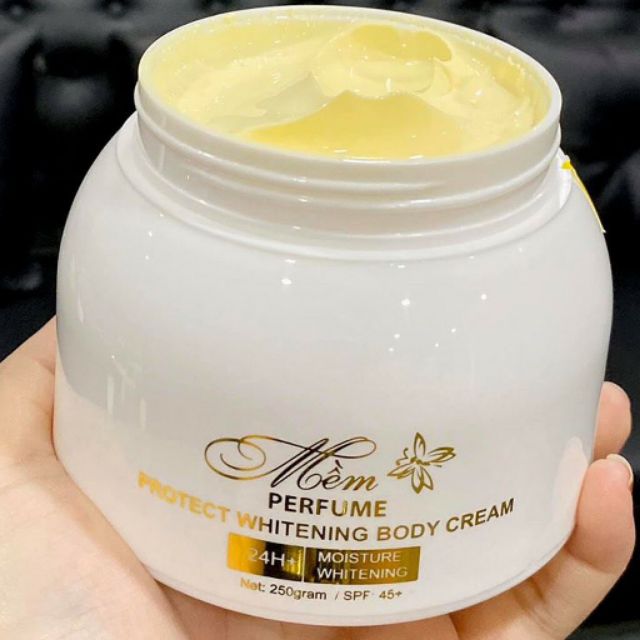 Mềm
PERFUME
PROTECT WHITENING BODY CREAM
24H+ MOISTURE
WHITENING
Net: 250gram / SPF: 45+